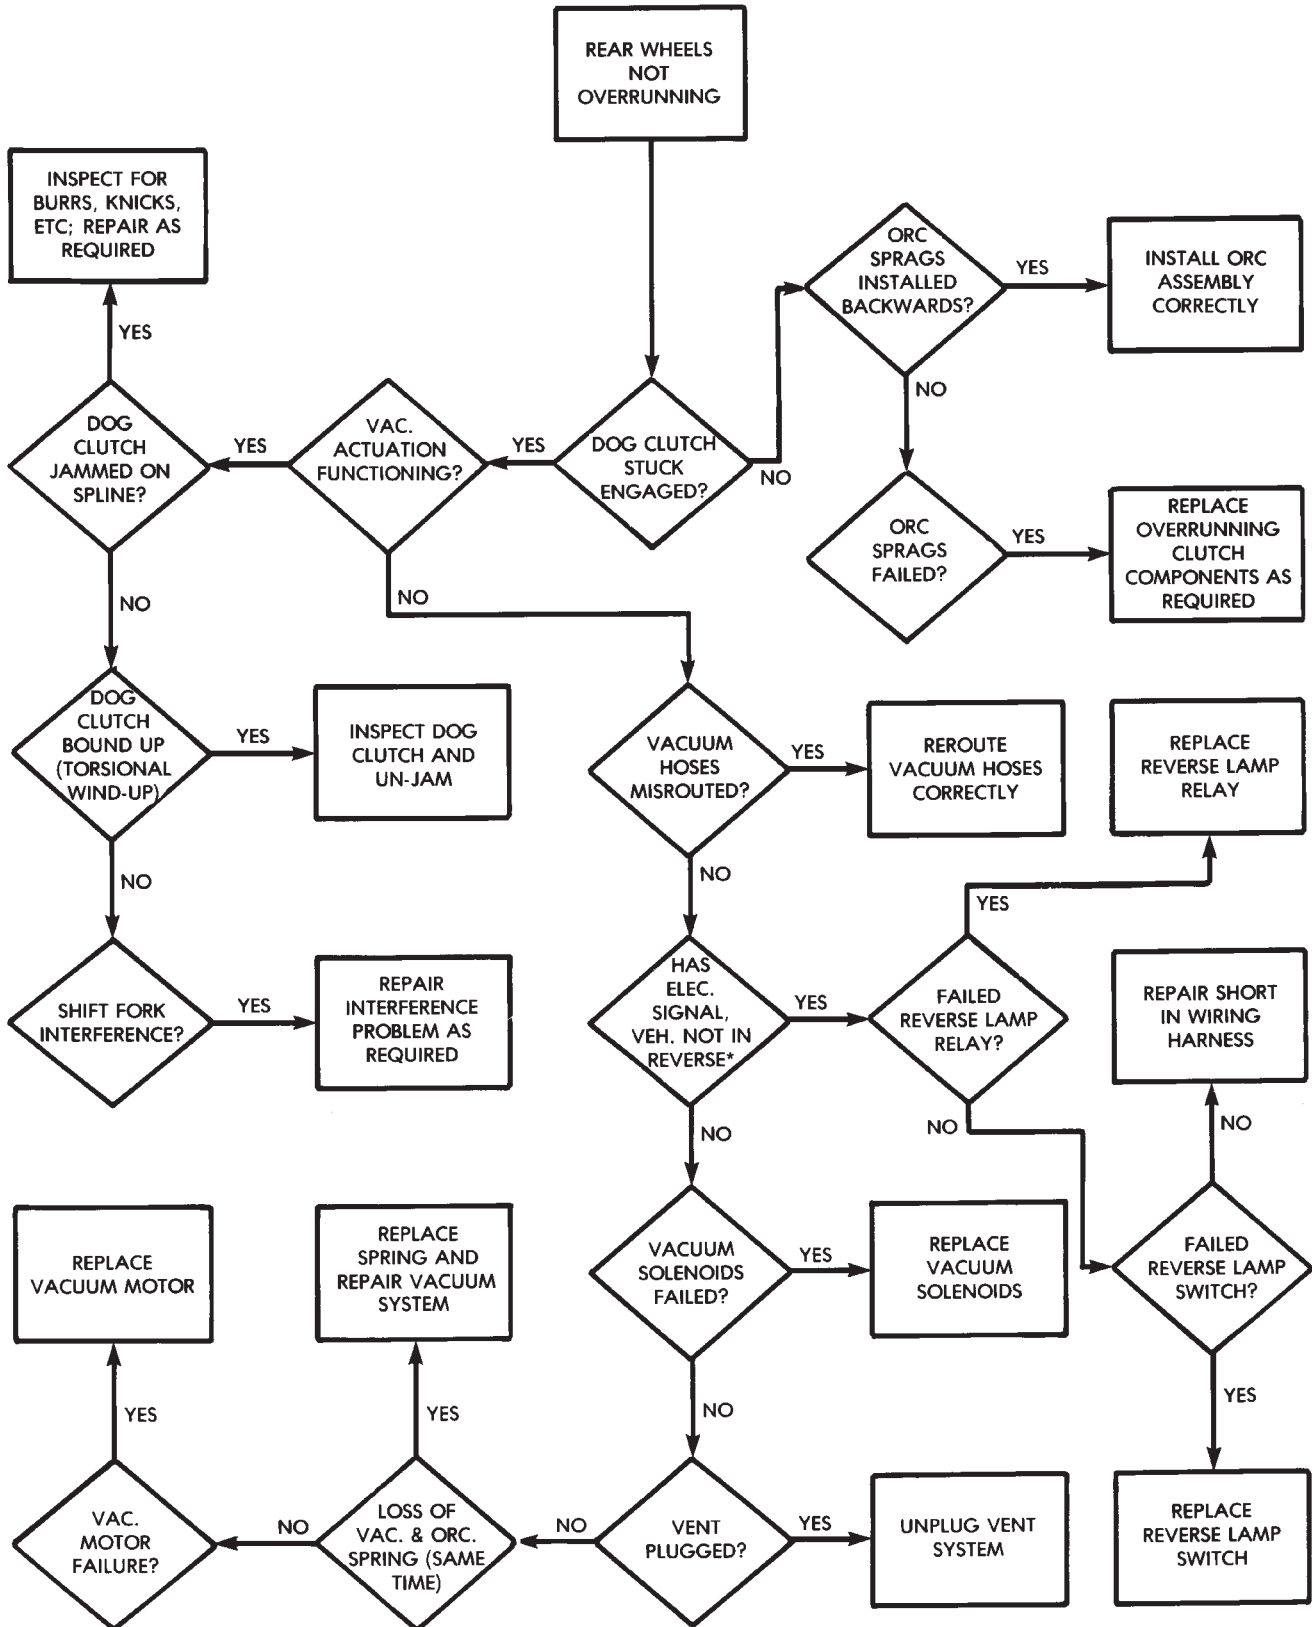 REAR WHEELS
NOT
OVERRUNNING
INSPECT FOR
BURRS, KNICKS,
ETC; REPAIR AS
REQUIRED
YES
ORC
SPRAGS
INSTALLED
BACKWARDS?
YES
INSTALL ORC
ASSEMBLY
CORRECTLY
NO
DOG
CLUTCH
JAMMED ON
SPLINE?
YES
VAC.
ACTUATION
FUNCTIONING?
YES
DOG CLUTCH
STUCK
ENGAGED?
NO
ORC
SPRAGS
FAILED?
YES
REPLACE
OVERRUNNING
CLUTCH
COMPONENTS AS
REQUIRED
NO
NO
DOG
CLUTCH
BOUND UP
(TORSIONAL
WIND-UP)
YES
INSPECT DOG
CLUTCH AND
UN-JAM
VACUUM
HOSES
MISROUTED?
YES
REROUTE
VACUUM HOSES
CORRECTLY
REPLACE
REVERSE LAMP
RELAY
NO
NO
YES
SHIFT FORK
INTERFERENCE?
YES
REPAIR
INTERFERENCE
PROBLEM AS
REQUIRED
HAS
ELEC.
SIGNAL,
VEH. NOT IN
REVERSE*
YES
FAILED
REVERSE LAMP
RELAY?
REPAIR SHORT
IN WIRING
HARNESS
NO
NO
NO
REPLACE
VACUUM MOTOR
REPLACE
SPRING AND
REPAIR VACUUM
SYSTEM
VACUUM
SOLENOIDS
FAILED?
YES
REPLACE
VACUUM
SOLENOIDS
FAILED
REVERSE LAMP
SWITCH?
YES
YES
NO
YES
VAC.
MOTOR
FAILURE?
NO
LOSS OF
VAC. & ORC.
SPRING (SAME
TIME)
NO
VENT
PLUGGED?
YES
UNPLUG VENT
SYSTEM
REPLACE
REVERSE LAMP
SWITCH